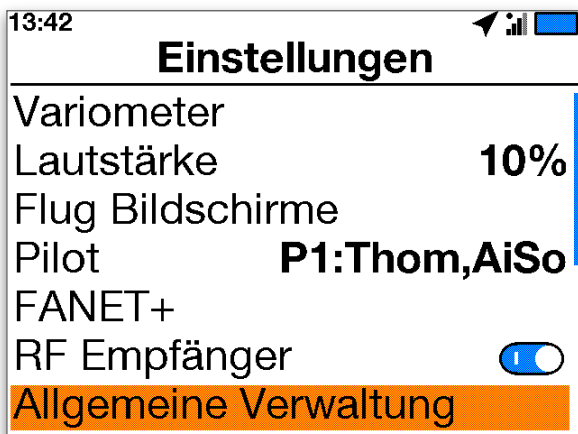 13:42
Einstellungen
Variometer
Lautstärke 10%
Flug Bildschirme
Pilot P1:Thom,AiSo
FANET+
RF Empfänger
Allgemeine Verwaltung